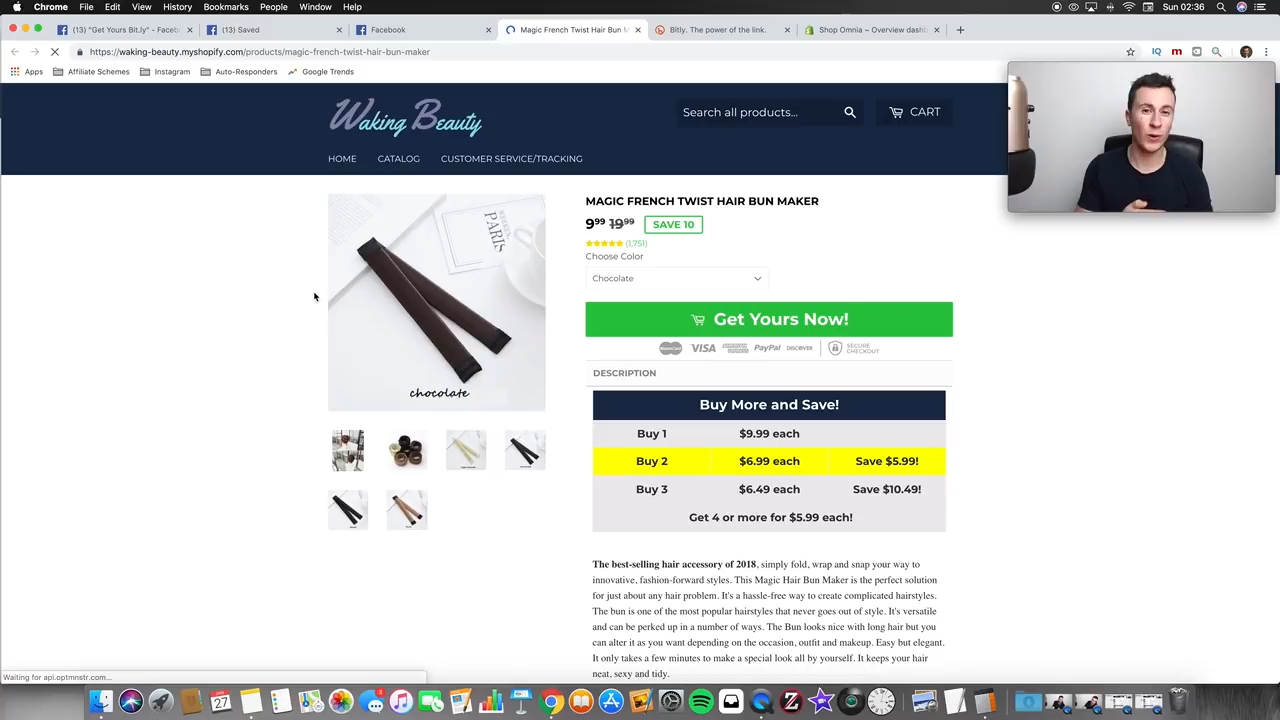 Chrome File Edit View History Bookmarks People Window Help Sun 02:36
(13) "Get Yours Bit.ly" - Faceb (13) Saved Facebook Magic French Twist Hair Bun M Bitly. The power of the link. Shop Omnia ~ Overview dashb
https://waking-beauty.myshopify.com/products/magic-french-twist-hair-bun-maker
Apps Affiliate Schemes Instagram Auto-Responders Google Trends
Waking Beauty
Search all products...
CART
HOME CATALOG CUSTOMER SERVICE/TRACKING
PARIS
chocolate
MAGIC FRENCH TWIST HAIR BUN MAKER
9.99 19.99 SAVE 10
(1,751)
Choose Color
Chocolate
Get Yours Now!
MasterCard VISA AMERICAN EXPRESS PayPal DISCOVER SECURE CHECKOUT
DESCRIPTION
Buy More and Save!
Buy 1 $9.99 each
Buy 2 $6.99 each Save $5.99!
Buy 3 $6.49 each Save $10.49!
Get 4 or more for $5.99 each!
The best-selling hair accessory of 2018, simply fold, wrap and snap your way to
innovative, fashion-forward styles. This Magic Hair Bun Maker is the perfect solution
for just about any hair problem. It's a hassle-free way to create complicated hairstyles.
The bun is one of the most popular hairstyles that never goes out of style. It's versatile
and can be perked up in a number of ways. The Bun looks nice with long hair but you
can alter it as you want depending on the occasion, outfit and makeup. Easy but elegant.
It only takes a few minutes to make a special look all by yourself. It keeps your hair
neat, sexy and tidy.
Waiting for api.optmnstr.com...